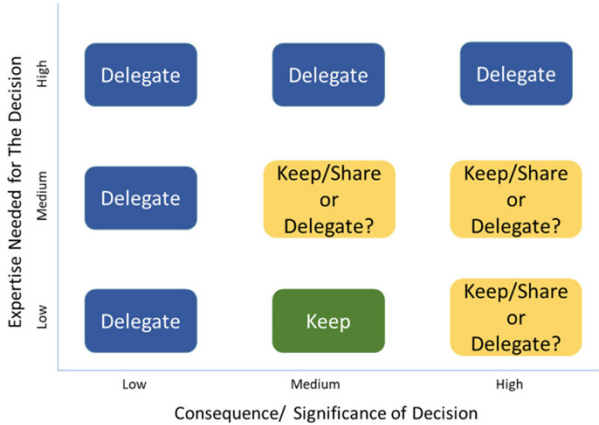 Expertise Needed for The Decision
High
Delegate
Delegate
Delegate
Medium
Delegate
Keep/Share
or
Delegate?
Keep/Share
or
Delegate?
Low
Delegate
Keep
Keep/Share
or
Delegate?
Low
Medium
High
Consequence/ Significance of Decision